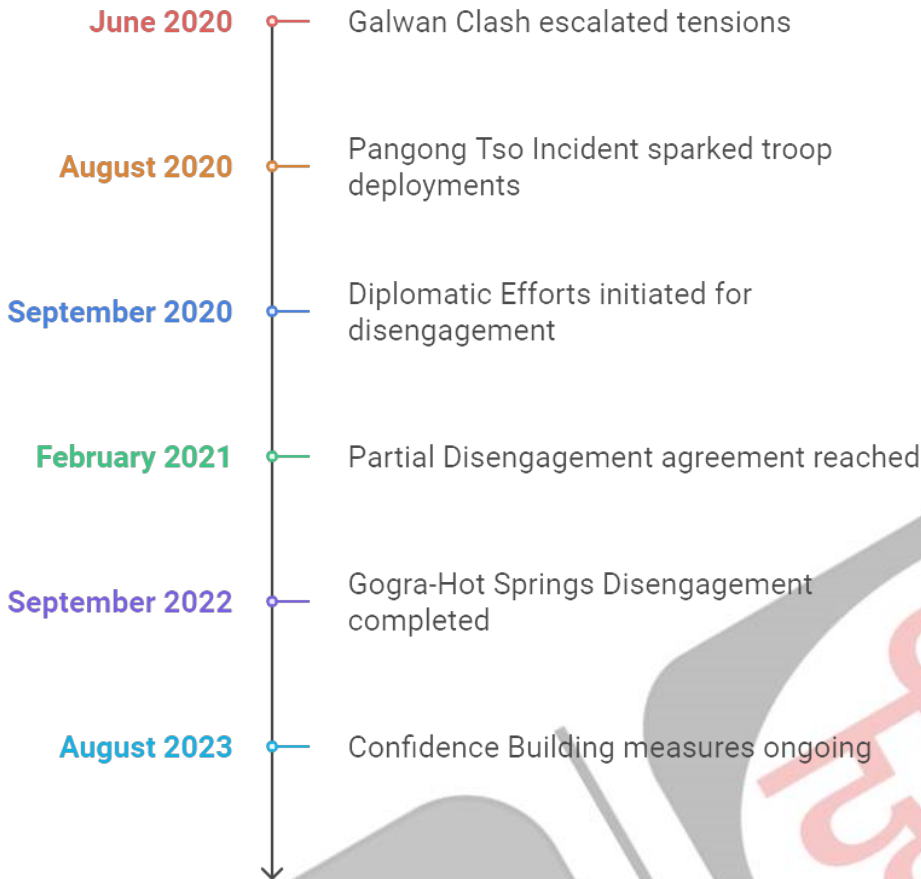 June 2020
Galwan Clash escalated tensions
August 2020
Pangong Tso Incident sparked troop
deployments
September 2020
Diplomatic Efforts initiated for
disengagement
February 2021
Partial Disengagement agreement reached
September 2022
Gogra-Hot Springs Disengagement
completed
August 2023
Confidence Building measures ongoing